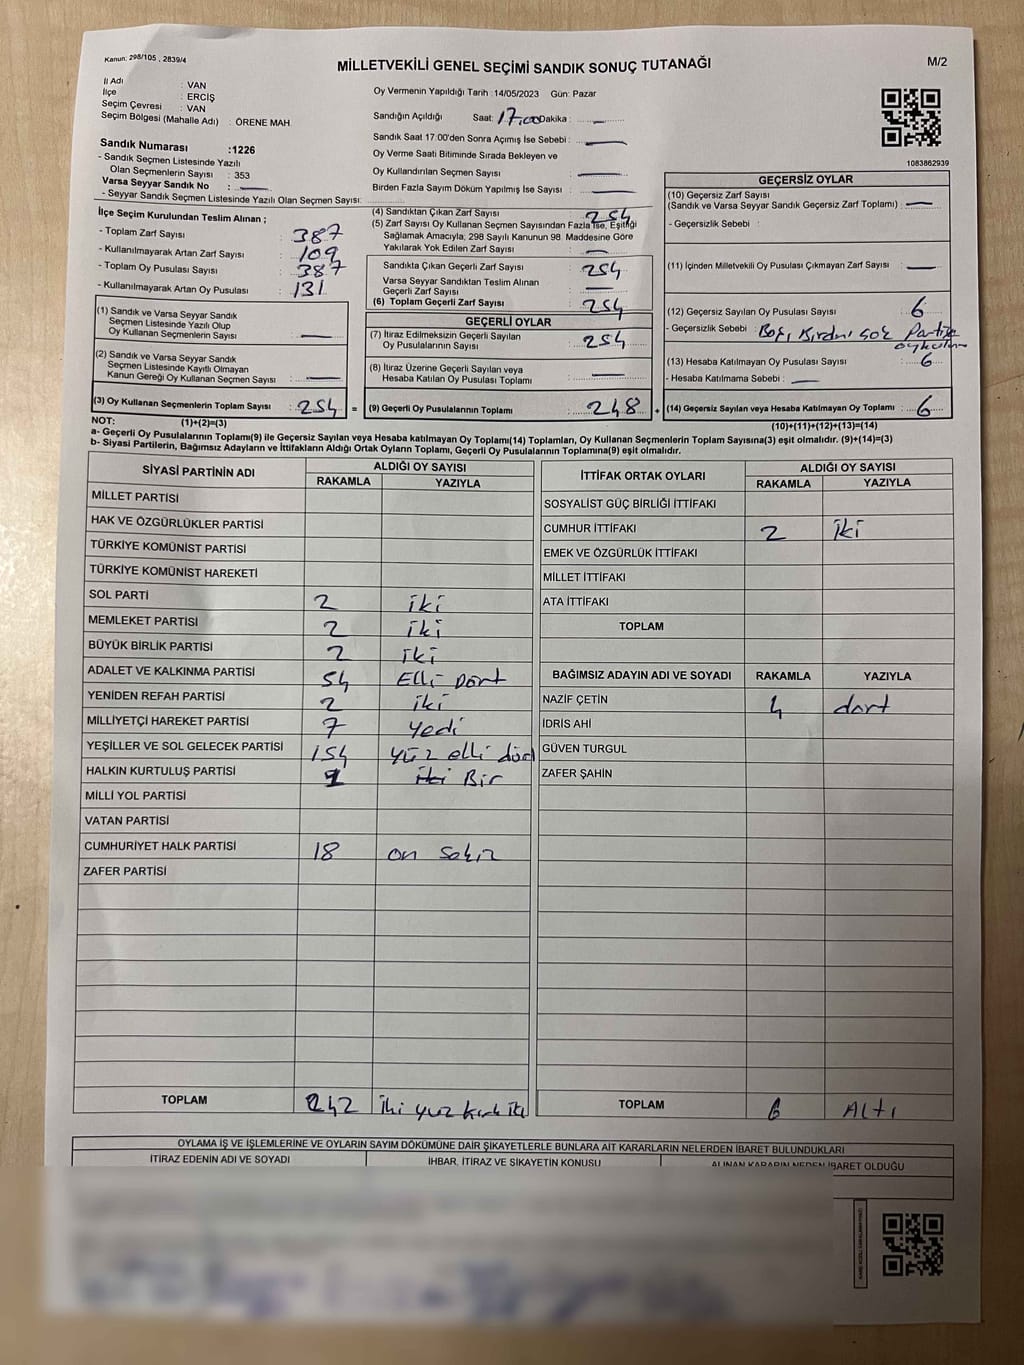 Kanun: 298/105 , 2839/4
MİLLETVEKİLİ GENEL SEÇİMİ SANDIK SONUÇ TUTANAĞI
M/2
İl Adı : VAN
İlçe : ERCİŞ
Seçim Çevresi : VAN
Seçim Bölgesi (Mahalle Adı) : ÖRENE MAH.
Sandık Numarası :1226
- Sandık Seçmen Listesinde Yazılı
Olan Seçmenlerin Sayısı : 353
Varsa Seyyar Sandık No : —
- Seyyar Sandık Seçmen Listesinde Yazılı Olan Seçmen Sayısı:
Oy Vermenin Yapıldığı Tarih :14/05/2023 Gün: Pazar
Sandığın Açıldığı Saat: 17.00 Dakika : —
Sandık Saat 17.00'den Sonra Açımış İse Sebebi : —
Oy Verme Saati Bitiminde Sırada Bekleyen ve
Oy Kullandırılan Seçmen Sayısı : —
Birden Fazla Sayım Döküm Yapılmış İse Sayısı : —
1083862939
İlçe Seçim Kurulundan Teslim Alınan ;
- Toplam Zarf Sayısı : 387
- Kullanılmayarak Artan Zarf Sayısı : 109
- Toplam Oy Pusulası Sayısı : 387
- Kullanılmayarak Artan Oy Pusulası : 131
(1) Sandık ve Varsa Seyyar Sandık
Seçmen Listesinde Yazılı Olup
Oy Kullanan Seçmenlerin Sayısı : —
(2) Sandık ve Varsa Seyyar Sandık
Seçmen Listesinde Kayıtlı Olmayan
Kanun Gereği Oy Kullanan Seçmen Sayısı : —
(3) Oy Kullanan Seçmenlerin Toplam Sayısı : 254 =
(4) Sandıktan Çıkan Zarf Sayısı : 254
(5) Zarf Sayısı Oy Kullanan Seçmen Sayısından Fazla İse, Eşitliği
Sağlamak Amacıyla, 298 Sayılı Kanunun 98. Maddesine Göre
Yakılarak Yok Edilen Zarf Sayısı : —
Sandıkta Çıkan Geçerli Zarf Sayısı : 254
Varsa Seyyar Sandıktan Teslim Alınan
Geçerli Zarf Sayısı : —
(6) Toplam Geçerli Zarf Sayısı : 254
GEÇERLİ OYLAR
(7) İtiraz Edilmeksizin Geçerli Sayılan
Oy Pusulalarının Sayısı : 254
(8) İtiraz Üzerine Geçerli Sayılan veya
Hesaba Katılan Oy Pusulası Toplamı : —
(9) Geçerli Oy Pusulalarının Toplamı : 248 +
GEÇERSİZ OYLAR
(10) Geçersiz Zarf Sayısı
(Sandık ve Varsa Seyyar Sandık Geçersiz Zarf Toplamı) : —
- Geçersizlik Sebebi :
(11) İçinden Milletvekili Oy Pusulası Çıkmayan Zarf Sayısı : —
(12) Geçersiz Sayılan Oy Pusulası Sayısı : 6
- Geçersizlik Sebebi :
(13) Hesaba Katılmayan Oy Pusulası Sayısı : 6
- Hesaba Katılmama Sebebi : —
(14) Geçersiz Sayılan veya Hesaba Katılmayan Oy Toplamı : 6
NOT: (1)+(2)=(3) (10)+(11)+(12)+(13)=(14)
a- Geçerli Oy Pusulalarının Toplamı(9) ile Geçersiz Sayılan veya Hesaba katılmayan Oy Toplamı(14) Toplamları, Oy Kullanan Seçmenlerin Toplam Sayısına(3) eşit olmalıdır. (9)+(14)=(3)
b- Siyasi Partilerin, Bağımsız Adayların ve İttifakların Aldığı Ortak Oyların Toplamı, Geçerli Oy Pusulalarının Toplamına(9) eşit olmalıdır.
SİYASİ PARTİNİN ADI ALDIĞI OY SAYISI
RAKAMLA YAZIYLA
MİLLET PARTİSİ
HAK VE ÖZGÜRLÜKLER PARTİSİ
TÜRKİYE KOMÜNİST PARTİSİ
TÜRKİYE KOMÜNİST HAREKETİ
SOL PARTİ 2 iki
MEMLEKET PARTİSİ 2 iki
BÜYÜK BİRLİK PARTİSİ 2 iki
ADALET VE KALKINMA PARTİSİ 54 Elli Dört
YENİDEN REFAH PARTİSİ 2 iki
MİLLİYETÇİ HAREKET PARTİSİ 7 yedi
YEŞİLLER VE SOL GELECEK PARTİSİ 154 yüz elli dört
HALKIN KURTULUŞ PARTİSİ 1 iki Bir
MİLLİ YOL PARTİSİ
VATAN PARTİSİ
CUMHURİYET HALK PARTİSİ 18 on sekiz
ZAFER PARTİSİ
TOPLAM 242 iki yüz kırk iki
İTTİFAK ORTAK OYLARI ALDIĞI OY SAYISI
RAKAMLA YAZIYLA
SOSYALİST GÜÇ BİRLİĞİ İTTİFAKI
CUMHUR İTTİFAKI 2 iki
EMEK VE ÖZGÜRLÜK İTTİFAKI
MİLLET İTTİFAKI
ATA İTTİFAKI
TOPLAM
BAĞIMSIZ ADAYIN ADI VE SOYADI RAKAMLA YAZIYLA
NAZİF ÇETİN 4 dört
İDRİS AHİ
GÜVEN TURGUL
ZAFER ŞAHİN
TOPLAM 6 Altı
OYLAMA İŞ VE İŞLEMLERİNE VE OYLARIN SAYIM DÖKÜMÜNE DAİR ŞİKAYETLERLE BUNLARA AİT KARARLARIN NELERDEN İBARET BULUNDUKLARI
İTİRAZ EDENİN ADI VE SOYADI İHBAR, İTİRAZ VE ŞİKAYETİN KONUSU ALINAN KARARIN NEDEN İBARET OLDUĞU